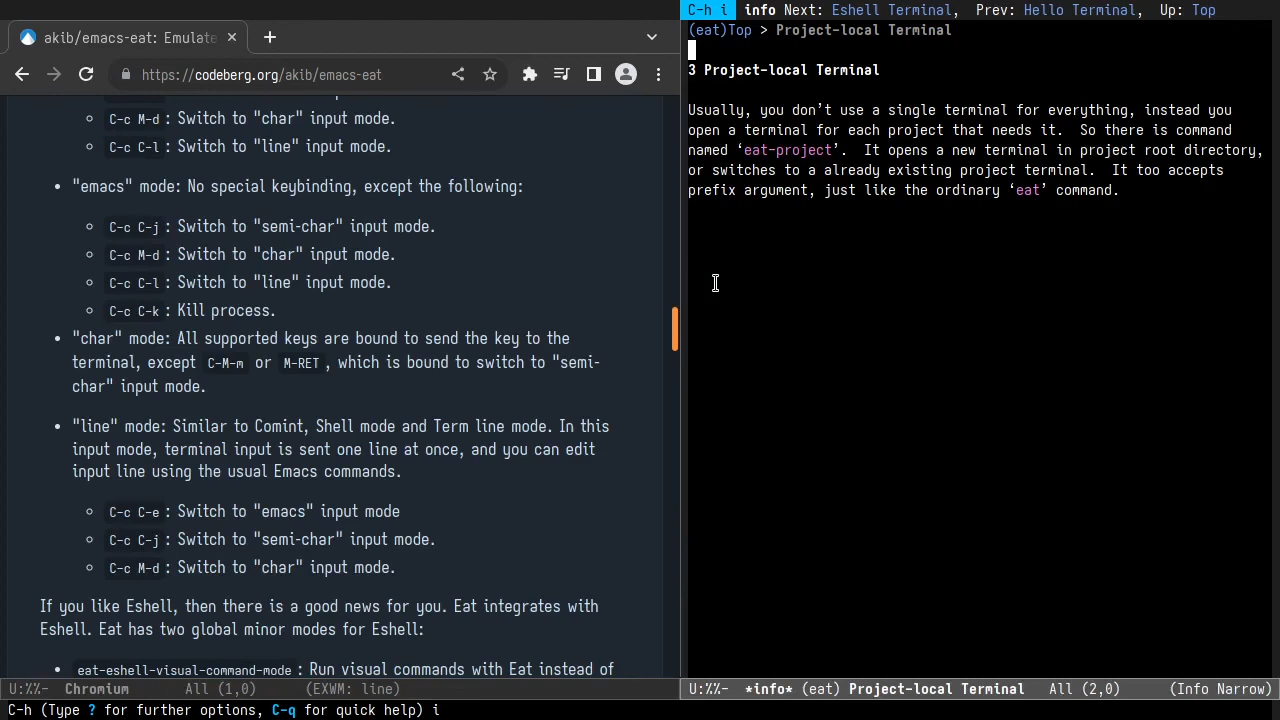 akib/emacs-eat: Emulate
https://codeberg.org/akib/emacs-eat
C-c M-d: Switch to "char" input mode.
C-c C-l: Switch to "line" input mode.
"emacs" mode: No special keybinding, except the following:
C-c C-j: Switch to "semi-char" input mode.
C-c M-d: Switch to "char" input mode.
C-c C-l: Switch to "line" input mode.
C-c C-k: Kill process.
"char" mode: All supported keys are bound to send the key to the
terminal, except C-M-m or M-RET, which is bound to switch to "semi-
char" input mode.
"line" mode: Similar to Comint, Shell mode and Term line mode. In this
input mode, terminal input is sent one line at once, and you can edit
input line using the usual Emacs commands.
C-c C-e: Switch to "emacs" input mode
C-c C-j: Switch to "semi-char" input mode.
C-c M-d: Switch to "char" input mode.
If you like Eshell, then there is a good news for you. Eat integrates with
Eshell. Eat has two global minor modes for Eshell:
eat-eshell-visual-command-mode: Run visual commands with Eat instead of
U:%%- Chromium All (1,0) (EXWM: line)
C-h i info Next: Eshell Terminal, Prev: Hello Terminal, Up: Top
(eat)Top > Project-local Terminal
3 Project-local Terminal
Usually, you don’t use a single terminal for everything, instead you
open a terminal for each project that needs it. So there is command
named ‘eat-project’. It opens a new terminal in project root directory,
or switches to a already existing project terminal. It too accepts
prefix argument, just like the ordinary ‘eat’ command.
U:%%- *info* (eat) Project-local Terminal All (2,0) (Info Narrow)
C-h (Type ? for further options, C-q for quick help) i